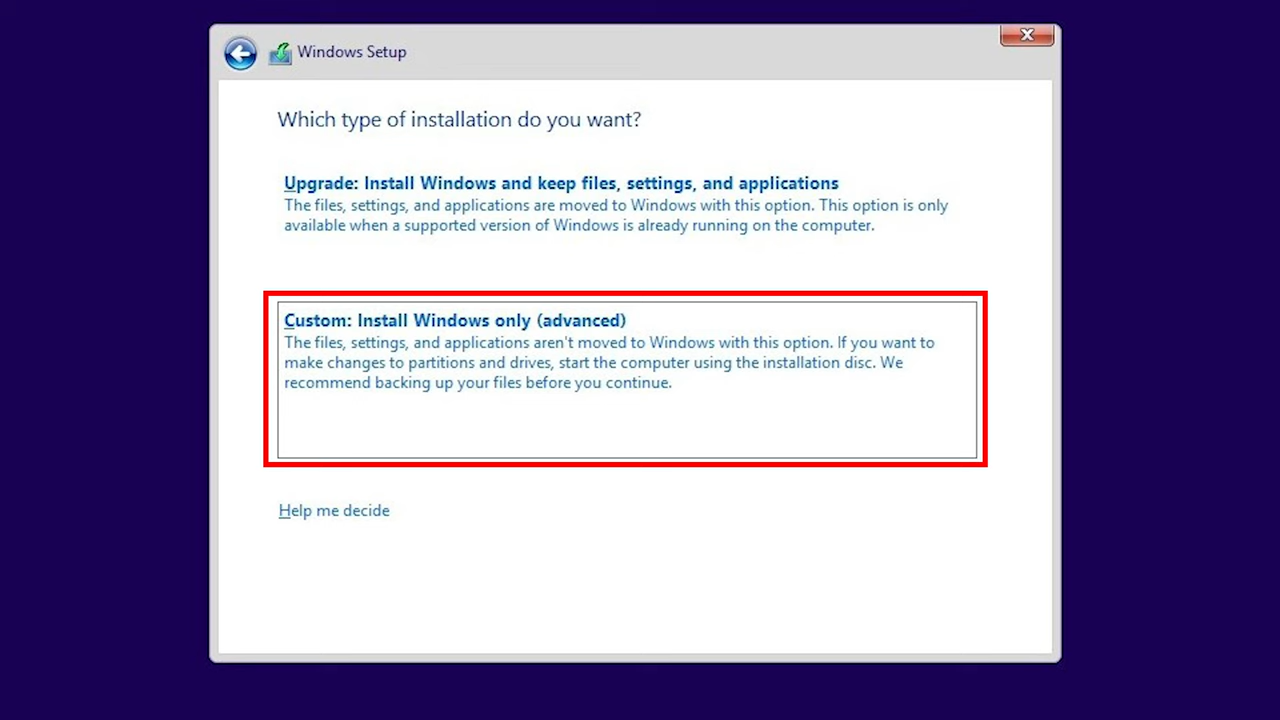 Windows Setup
Which type of installation do you want?
Upgrade: Install Windows and keep files, settings, and applications
The files, settings, and applications are moved to Windows with this option. This option is only
available when a supported version of Windows is already running on the computer.
Custom: Install Windows only (advanced)
The files, settings, and applications aren't moved to Windows with this option. If you want to
make changes to partitions and drives, start the computer using the installation disc. We
recommend backing up your files before you continue.
Help me decide